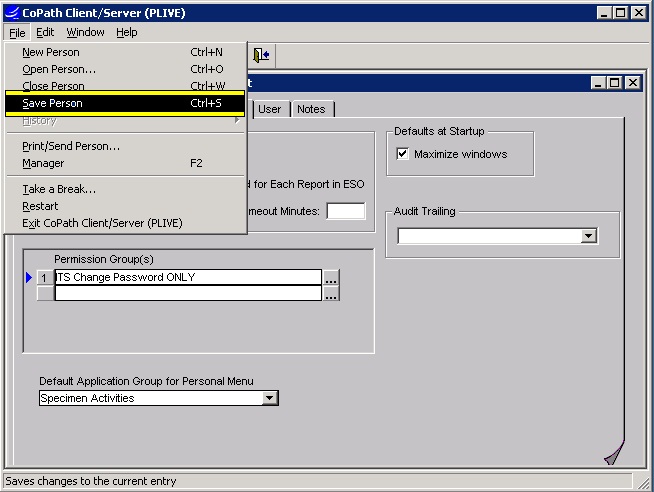 CoPath Client/Server (PLIVE)
File Edit Window Help
New Person Ctrl+N
Open Person... Ctrl+O
Close Person Ctrl+W
Save Person Ctrl+S
History
Print/Send Person...
Manager F2
Take a Break...
Restart
Exit CoPath Client/Server (PLIVE)
User Notes
Defaults at Startup
Maximize windows
d for Each Report in ESO
meout Minutes:
Audit Trailing
Permission Group(s)
1 ITS Change Password ONLY
Default Application Group for Personal Menu
Specimen Activities
Saves changes to the current entry